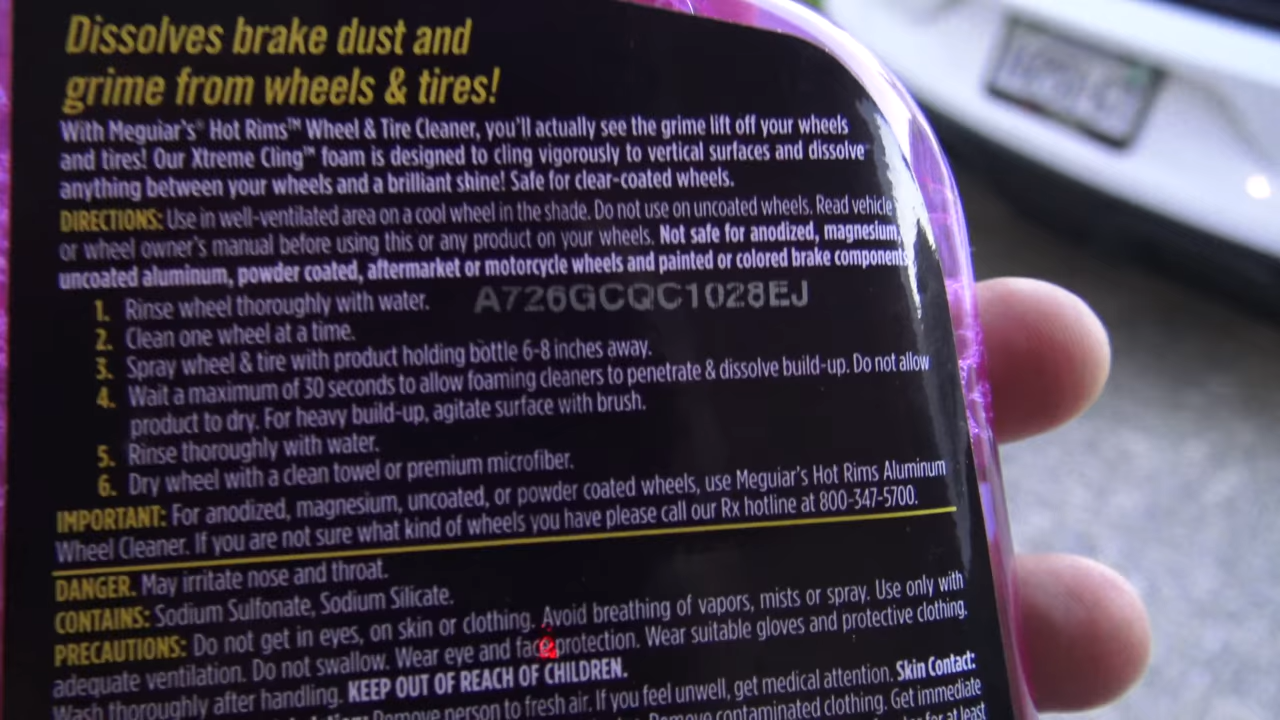 Dissolves brake dust and
grime from wheels & tires!
With Meguiar's® Hot Rims™ Wheel & Tire Cleaner, you'll actually see the grime lift off your wheels
and tires! Our Xtreme Cling™ foam is designed to cling vigorously to vertical surfaces and dissolve
anything between your wheels and a brilliant shine! Safe for clear-coated wheels.
DIRECTIONS: Use in well-ventilated area on a cool wheel in the shade. Do not use on uncoated wheels. Read vehicle
or wheel owner's manual before using this or any product on your wheels. Not safe for anodized, magnesium,
uncoated aluminum, powder coated, aftermarket or motorcycle wheels and painted or colored brake components.
1. Rinse wheel thoroughly with water.
A726GCQC1028EJ
2. Clean one wheel at a time.
3. Spray wheel & tire with product holding bottle 6-8 inches away.
4. Wait a maximum of 30 seconds to allow foaming cleaners to penetrate & dissolve build-up. Do not allow
product to dry. For heavy build-up, agitate surface with brush.
5. Rinse thoroughly with water.
6. Dry wheel with a clean towel or premium microfiber.
IMPORTANT: For anodized, magnesium, uncoated, or powder coated wheels, use Meguiar's Hot Rims Aluminum
Wheel Cleaner. If you are not sure what kind of wheels you have please call our Rx hotline at 800-347-5700.
DANGER. May irritate nose and throat.
CONTAINS: Sodium Sulfonate, Sodium Silicate.
PRECAUTIONS: Do not get in eyes, on skin or clothing. Avoid breathing of vapors, mists or spray. Use only with
adequate ventilation. Do not swallow. Wear eye and face protection. Wear suitable gloves and protective clothing.
Wash thoroughly after handling. KEEP OUT OF REACH OF CHILDREN.
Remove person to fresh air. If you feel unwell, get medical attention. Skin Contact:
Remove contaminated clothing. Get immediate
for at least